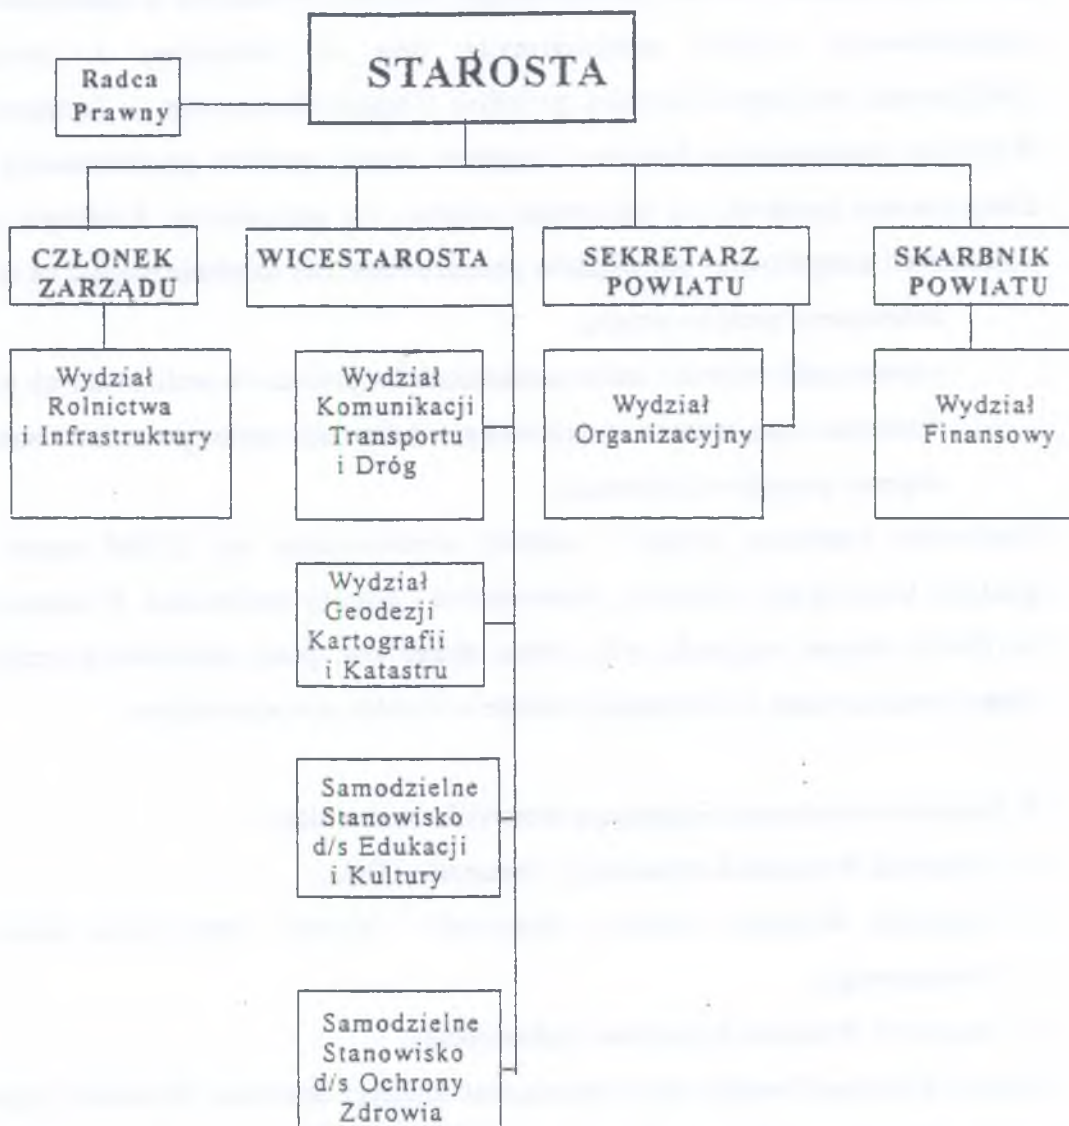 STAROSTA
Radca
Prawny
CZŁONEK
ZARZĄDU
WICESTAROSTA
SEKRETARZ
POWIATU
SKARBNIK
POWIATU
Wydział
Rolnictwa
i Infrastruktury
Wydział
Komunikacji
Transportu
i Dróg
Wydział
Organizacyjny
Wydział
Finansowy
Wydział
Geodezji
Kartografii
i Katastru
Samodzielne
Stanowisko
d/s Edukacji
i Kultury
Samodzielne
Stanowisko
d/s Ochrony
Zdrowia